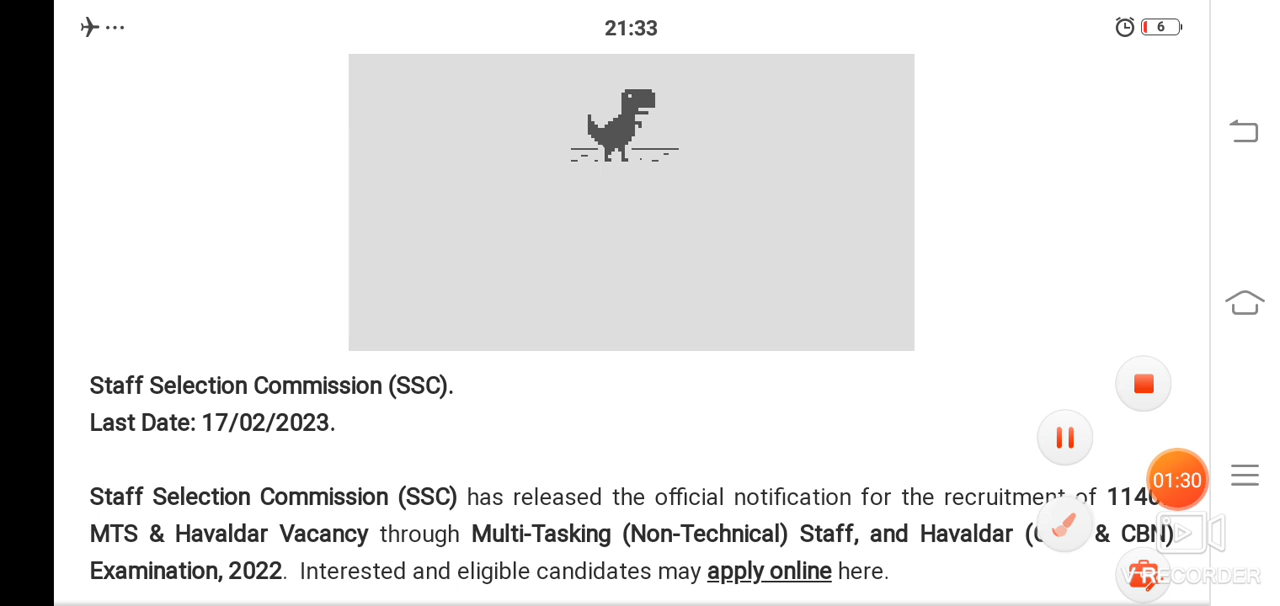 21:33
6
Staff Selection Commission (SSC).
Last Date: 17/02/2023.
Staff Selection Commission (SSC) has released the official notification for the recruitment of
MTS & Havaldar Vacancy through Multi-Tasking (Non-Technical) Staff, and Havaldar & CBN)
Examination, 2022. Interested and eligible candidates may apply online here.
01:30
V RECORDER